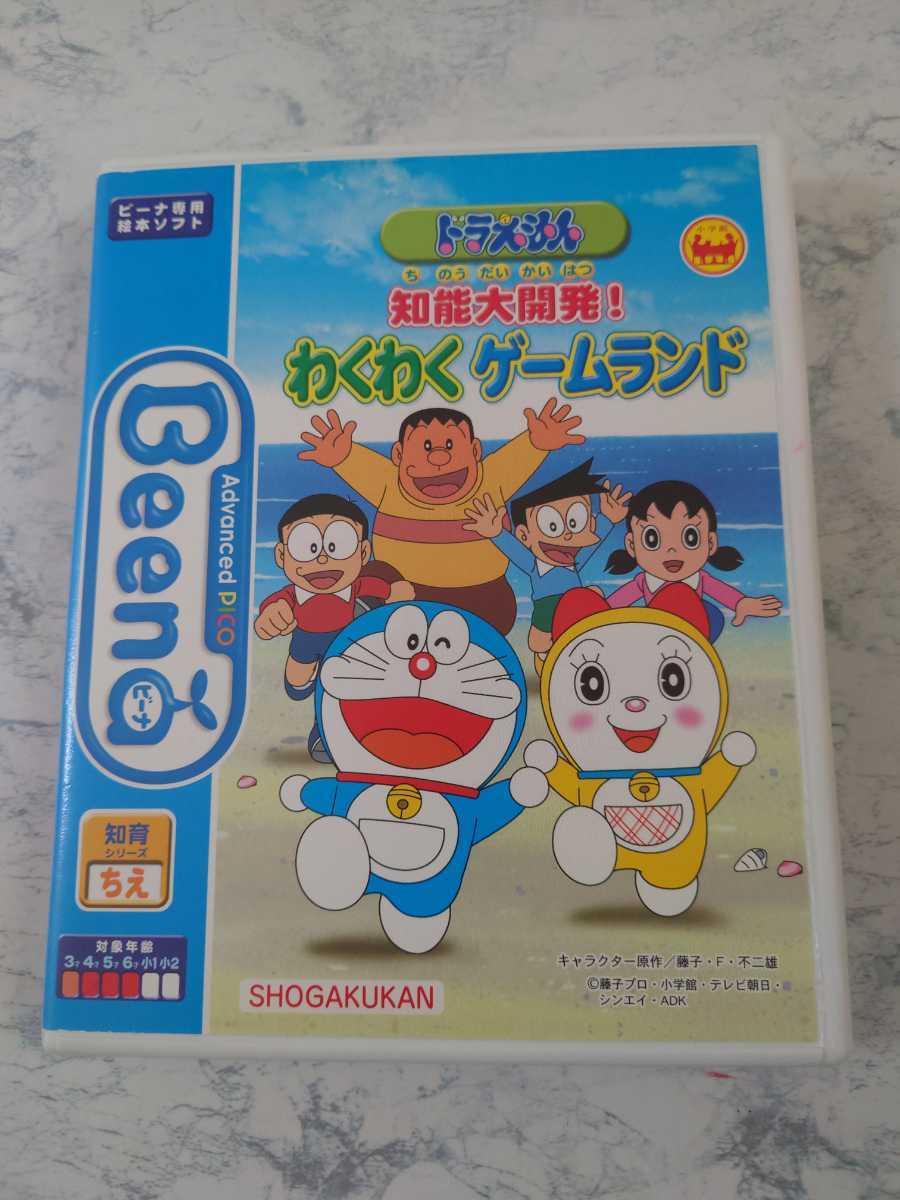 ビーナ専用
絵本ソフト
Beena
ビーナ
Advanced PICO
知育
シリーズ
ちえ
対象年齢
3才 4才 5才 6才 小1 小2
ドラえもん
小学館
ち のう だい かい はつ
知能大開発!
わくわく ゲームランド
キャラクター原作/藤子・F・不二雄
©藤子プロ・小学館・テレビ朝日・
シンエイ・ADK
SHOGAKUKAN